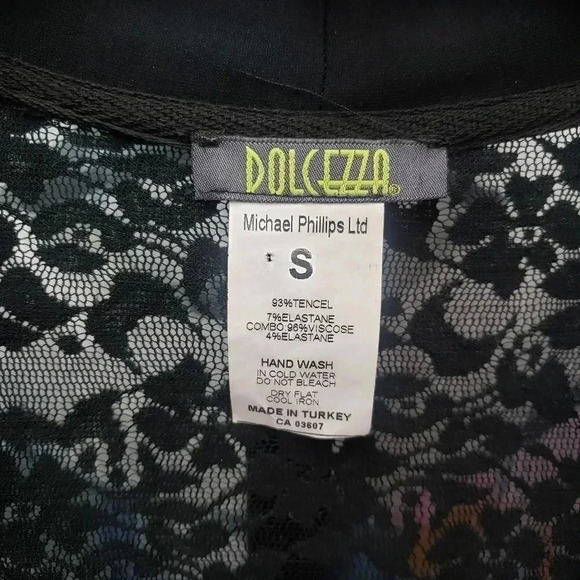 DOLCEZZA®
Michael Phillips Ltd
S
93%TENCEL
7%ELASTANE
COMBO:96%VISCOSE
4%ELASTANE
HAND WASH
IN COLD WATER
DO NOT BLEACH
DRY FLAT
COOL IRON
MADE IN TURKEY
CA 03607